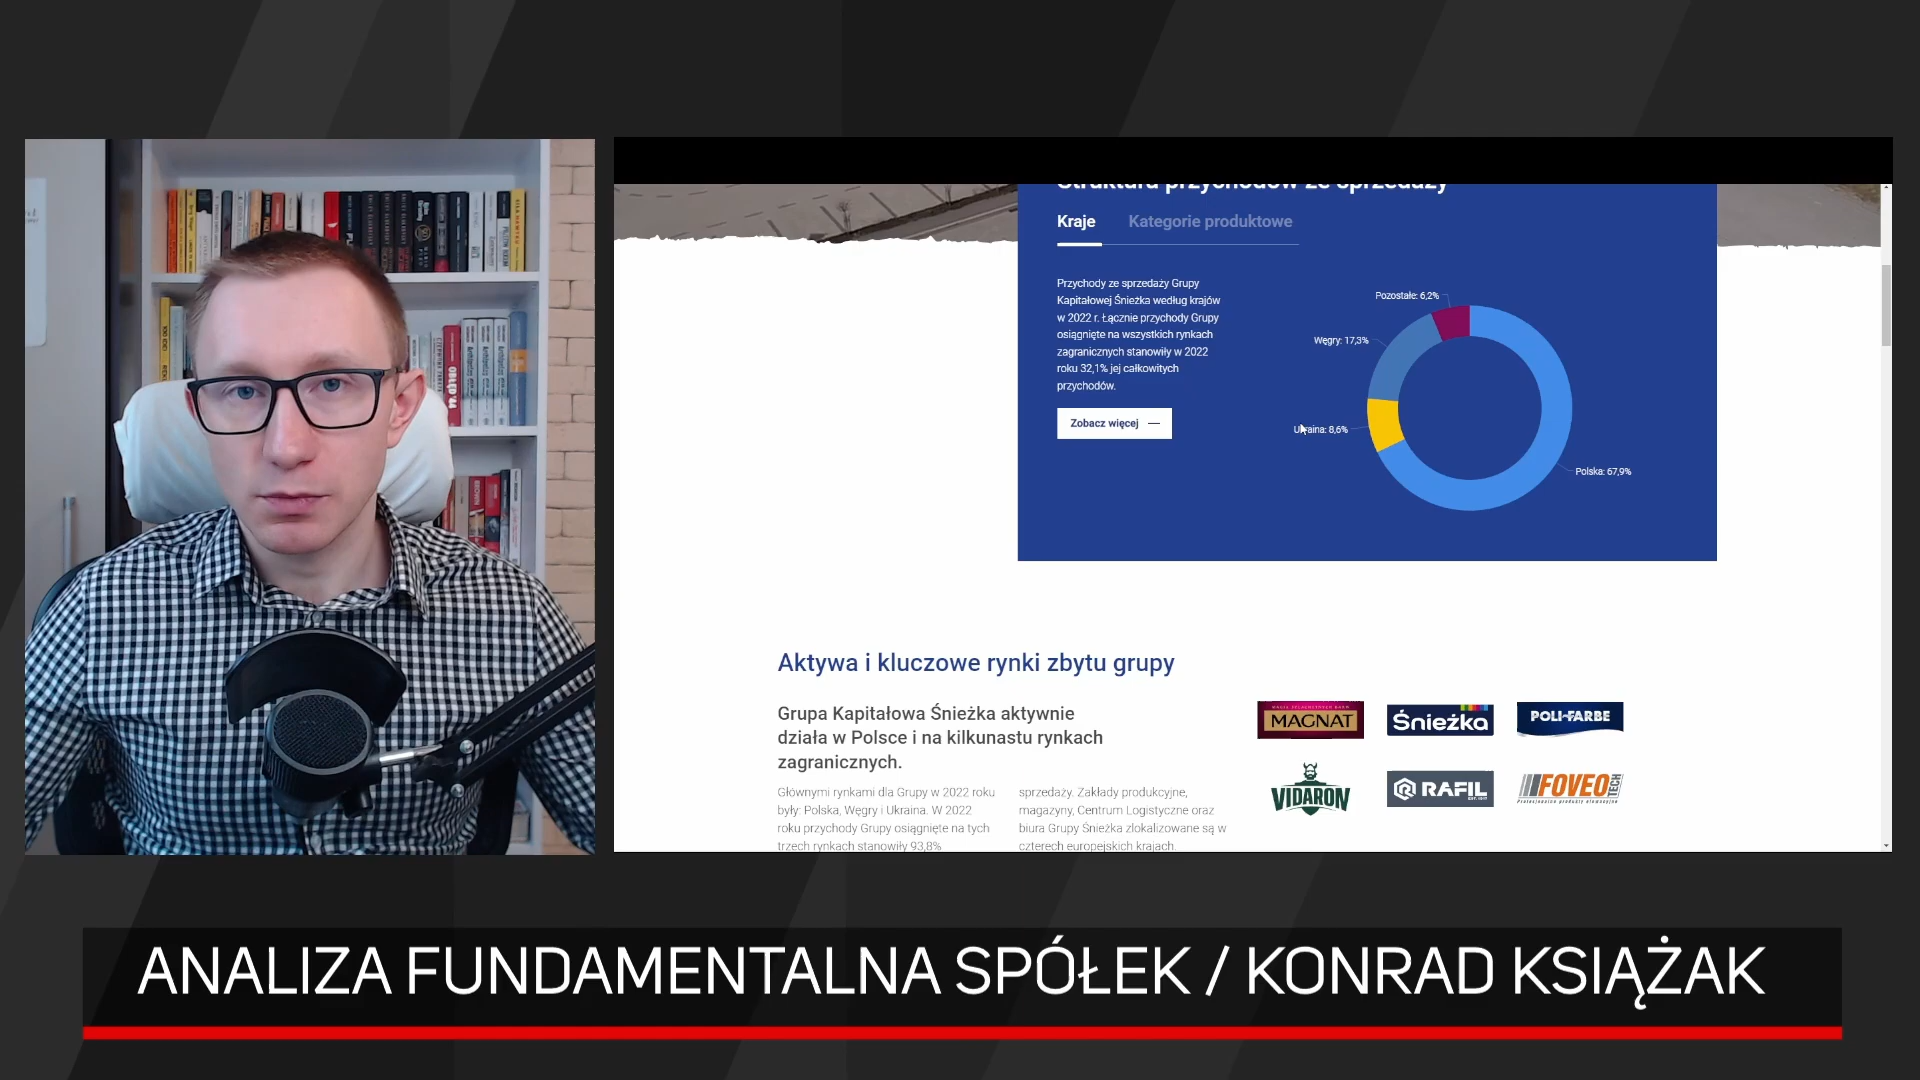 Struktura przychodów ze sprzedaży
Kraje
Kategorie produktowe
Przychody ze sprzedaży Grupy
Kapitałowej Śnieżka według krajów
w 2022 r. Łącznie przychody Grupy
osiągnięte na wszystkich rynkach
zagranicznych stanowiły w 2022
roku 32,1% jej całkowitych
przychodów.
Zobacz więcej
Pozostałe: 6,2%
Węgry: 17,3%
Ukraina: 8,6%
Polska: 67,9%
Aktywa i kluczowe rynki zbytu grupy
Grupa Kapitałowa Śnieżka aktywnie
działa w Polsce i na kilkunastu rynkach
zagranicznych.
Głównymi rynkami dla Grupy w 2022 roku
były: Polska, Węgry i Ukraina. W 2022
roku przychody Grupy osiągnięte na tych
trzech rynkach stanowiły 93,8%
sprzedaży. Zakłady produkcyjne,
magazyny, Centrum Logistyczne oraz
biura Grupy Śnieżka zlokalizowane są w
czterech europejskich krajach.
MAGNAT
Śnieżka
POLI-FARBE
VIDARON
RAFIL
FOVEO TECH
ANALIZA FUNDAMENTALNA SPÓŁEK / KONRAD KSIĄŻAK